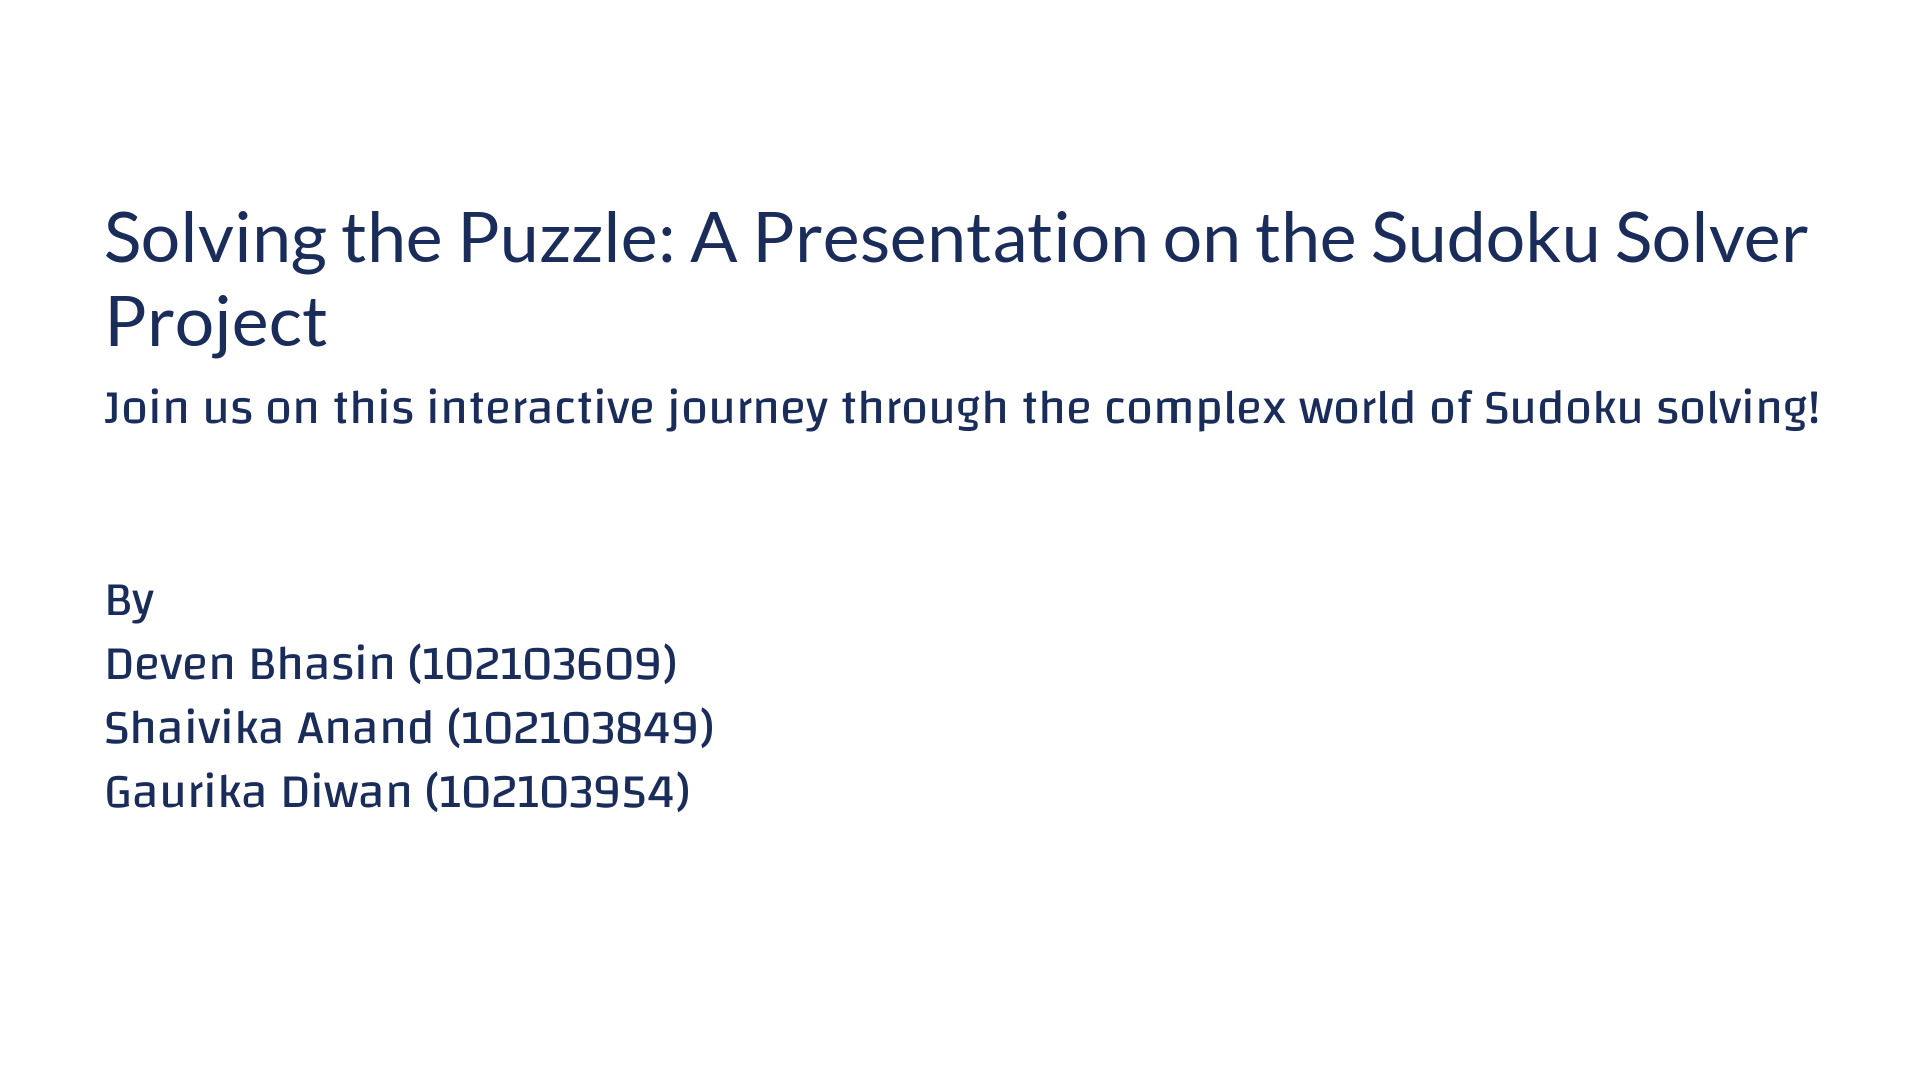 Solving the Puzzle: A Presentation on the Sudoku Solver
Project
Join us on this interactive journey through the complex world of Sudoku solving!
By
Deven Bhasin (102103609)
Shaivika Anand (102103849)
Gaurika Diwan (102103954)